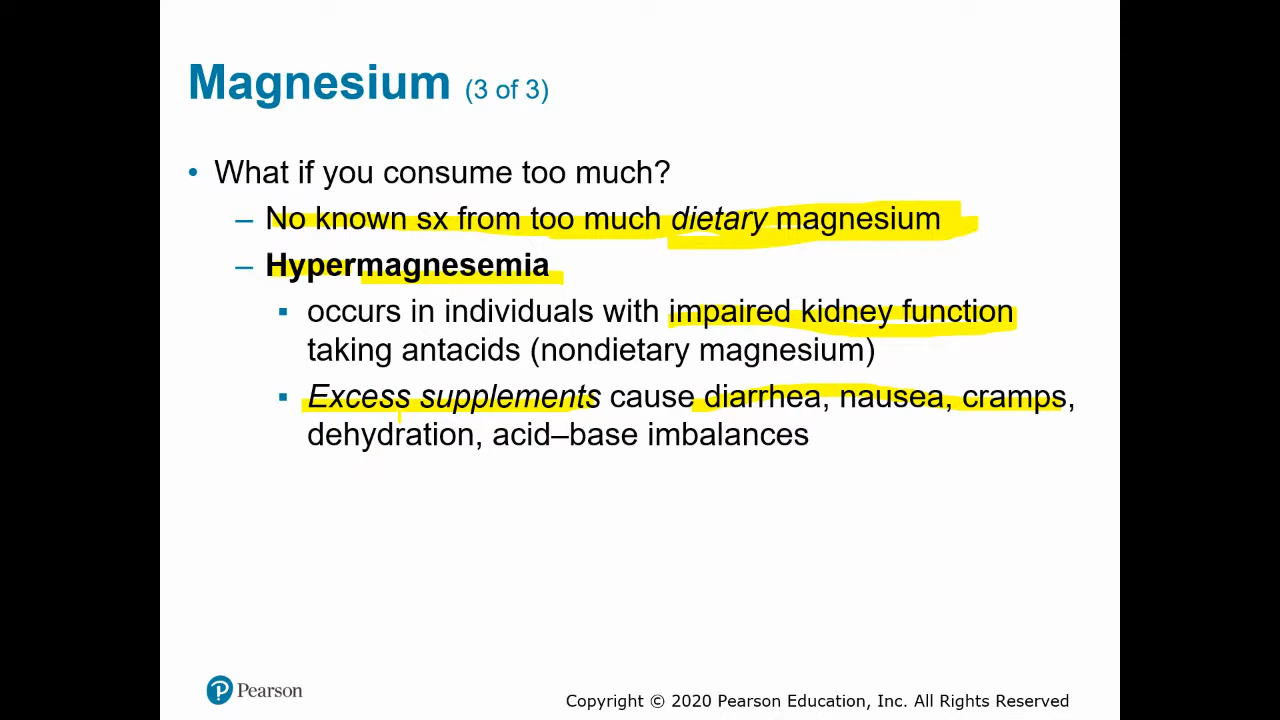 Magnesium (3 of 3)
• What if you consume too much?
– No known sx from too much dietary magnesium
– Hypermagnesemia
▪ occurs in individuals with impaired kidney function
taking antacids (nondietary magnesium)
▪ Excess supplements cause diarrhea, nausea, cramps,
dehydration, acid–base imbalances
P Pearson
Copyright © 2020 Pearson Education, Inc. All Rights Reserved